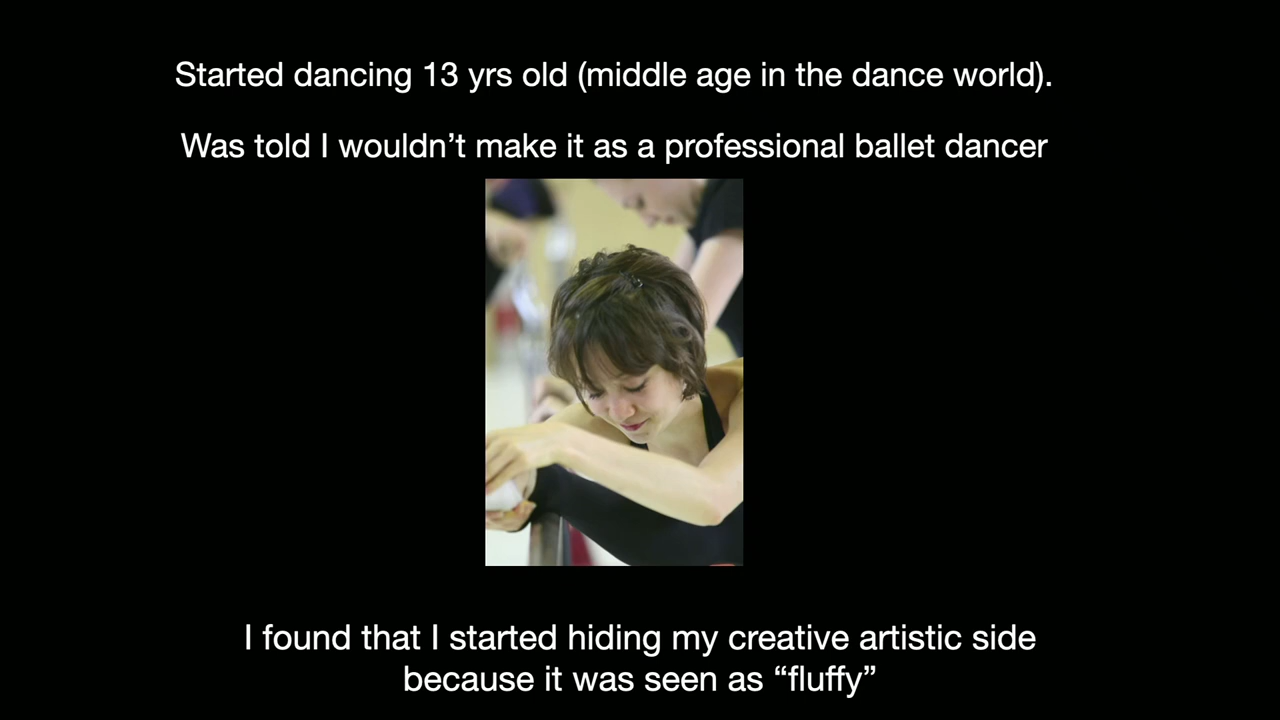 Started dancing 13 yrs old (middle age in the dance world).
Was told I wouldn’t make it as a professional ballet dancer
I found that I started hiding my creative artistic side
because it was seen as “fluffy”